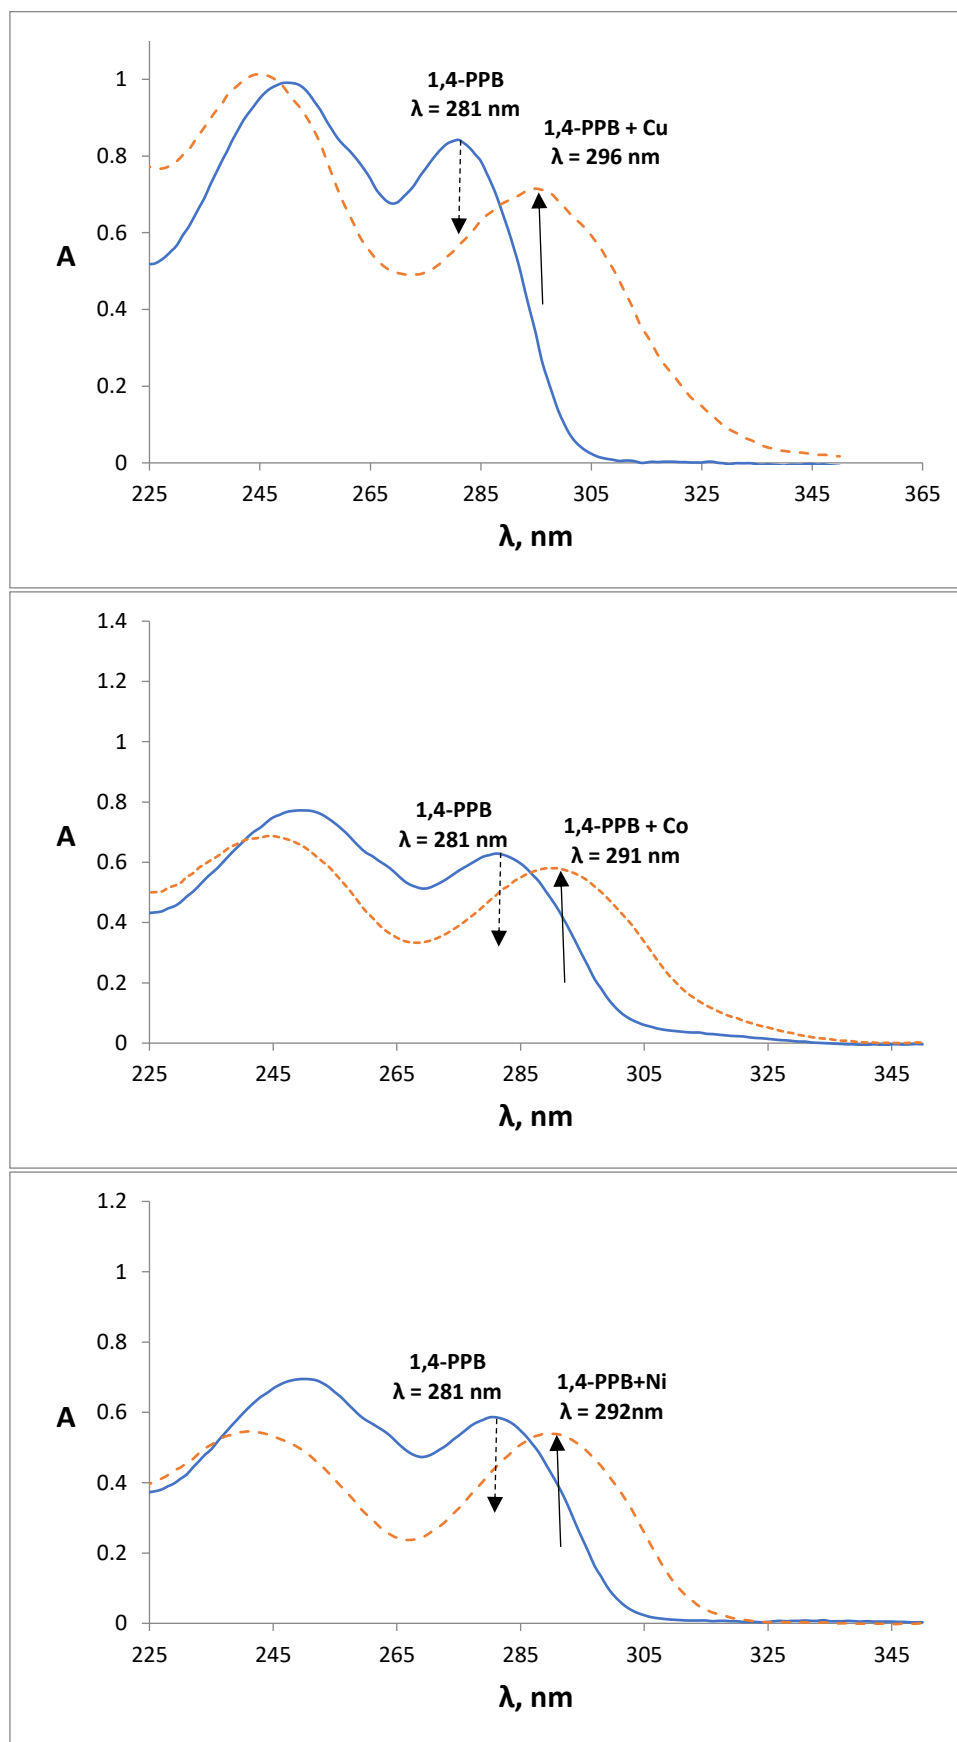 1,4-PPB
λ = 281 nm
1,4-PPB + Cu
λ = 296 nm
A
1
0.8
0.6
0.4
0.2
0
225 245 265 285 305 325 345 365
λ, nm
1.4
1.2
1
0.8
0.6
0.4
0.2
0
A
1,4-PPB
λ = 281 nm
1,4-PPB + Co
λ = 291 nm
225 245 265 285 305 325 345
λ, nm
1.2
1
0.8
0.6
0.4
0.2
0
A
1,4-PPB
λ = 281 nm
1,4-PPB+Ni
λ = 292nm
225 245 265 285 305 325 345
λ, nm